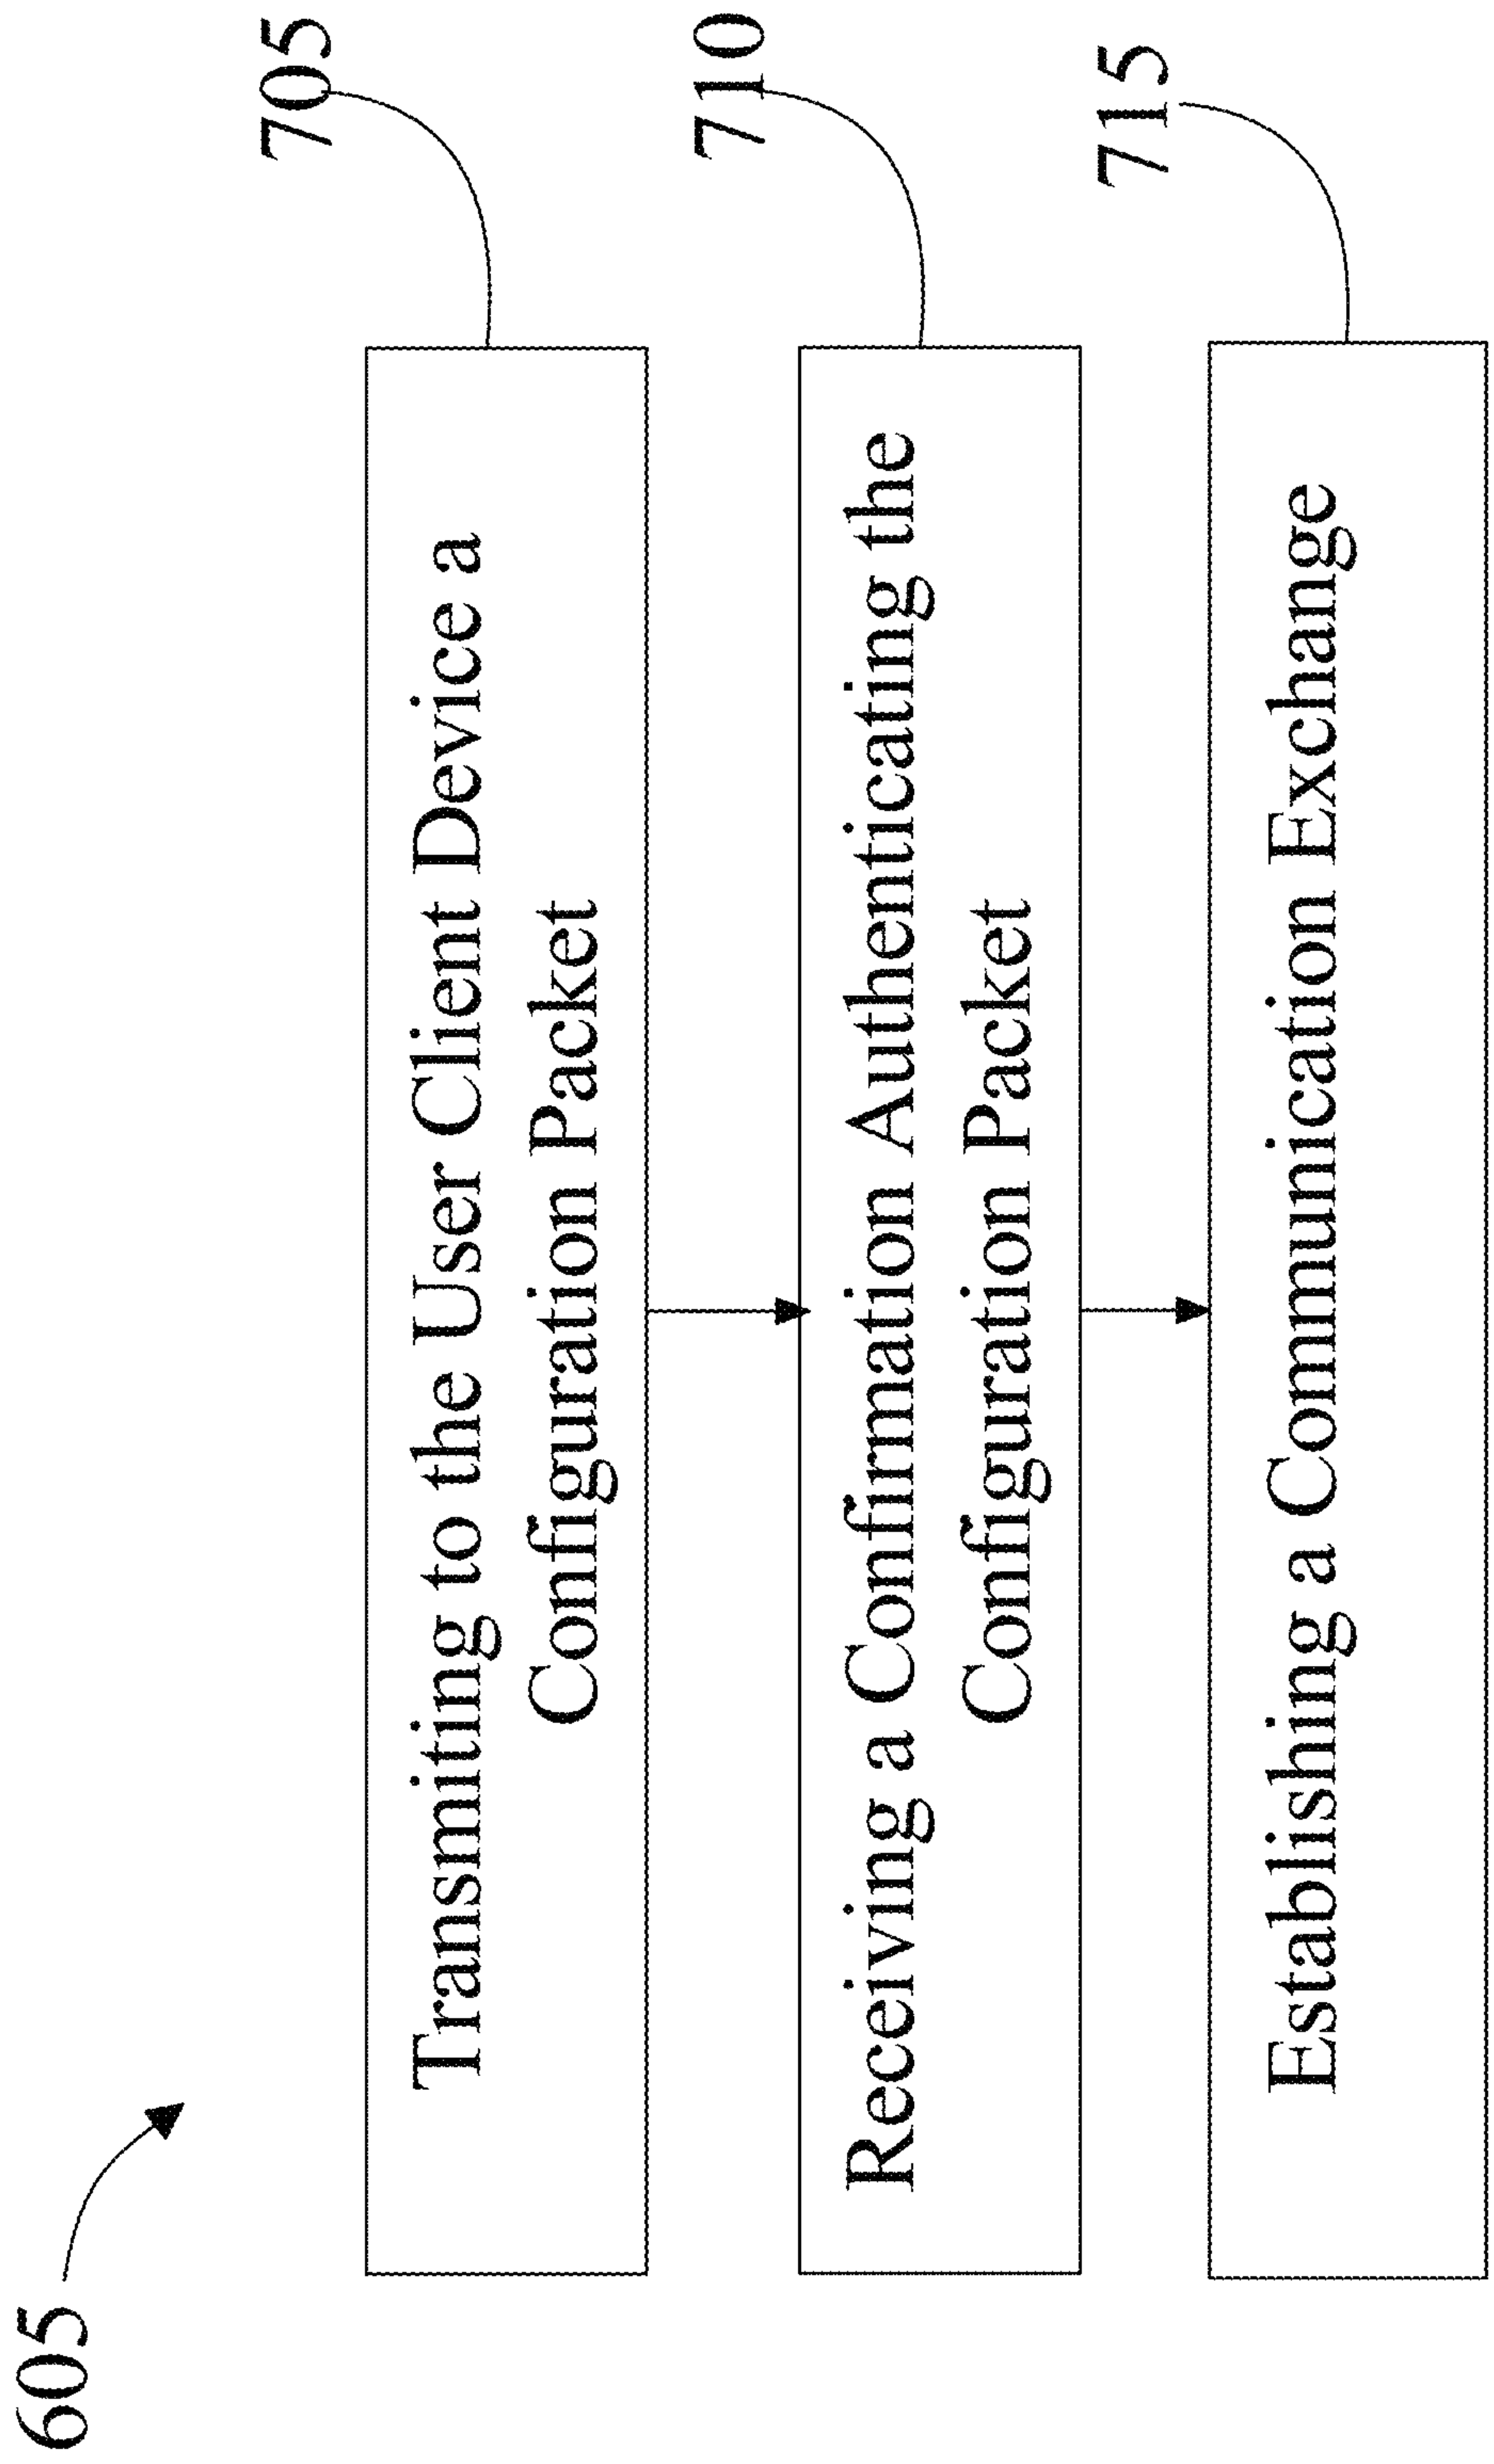 605
705
Transmiting to the User Client Device a
Configuration Packet
710
Receiving a Confirmation Authenticating the
Configuration Packet
715
Establishing a Communication Exchange